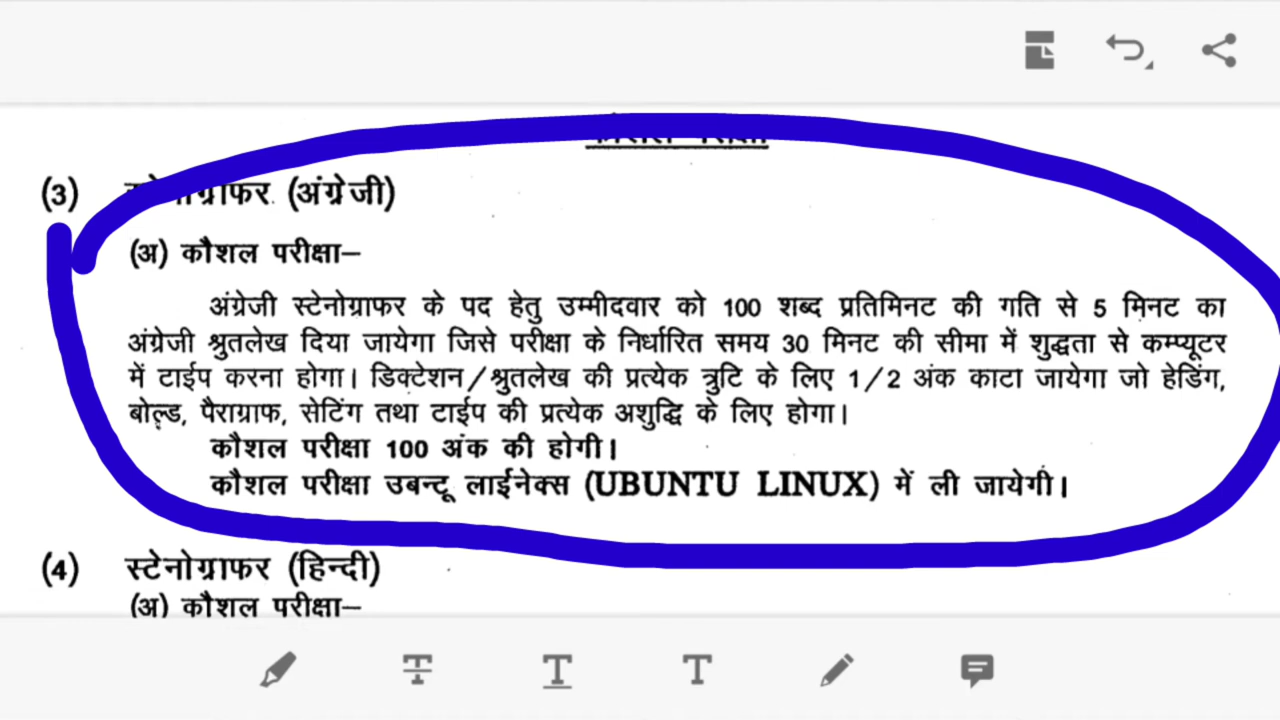 (3) स्टेनोग्राफर (अंग्रेजी)
(अ) कौशल परीक्षा–
अंग्रेजी स्टेनोग्राफर के पद हेतु उम्मीदवार को 100 शब्द प्रतिमिनट की गति से 5 मिनट का
अंग्रेजी श्रुतलेख दिया जायेगा जिसे परीक्षा के निर्धारित समय 30 मिनट की सीमा में शुद्धता से कम्प्यूटर
में टाईप करना होगा। डिक्टेशन/श्रुतलेख की प्रत्येक त्रुटि के लिए 1/2 अंक काटा जायेगा जो हेडिंग,
बोल्ड, पैराग्राफ, सेटिंग तथा टाईप की प्रत्येक अशुद्धि के लिए होगा।
कौशल परीक्षा 100 अंक की होगी।
कौशल परीक्षा उबन्टू लाईनेक्स (UBUNTU LINUX) में ली जायेगी।
(4) स्टेनोग्राफर (हिन्दी)
(अ) कौशल परीक्षा–